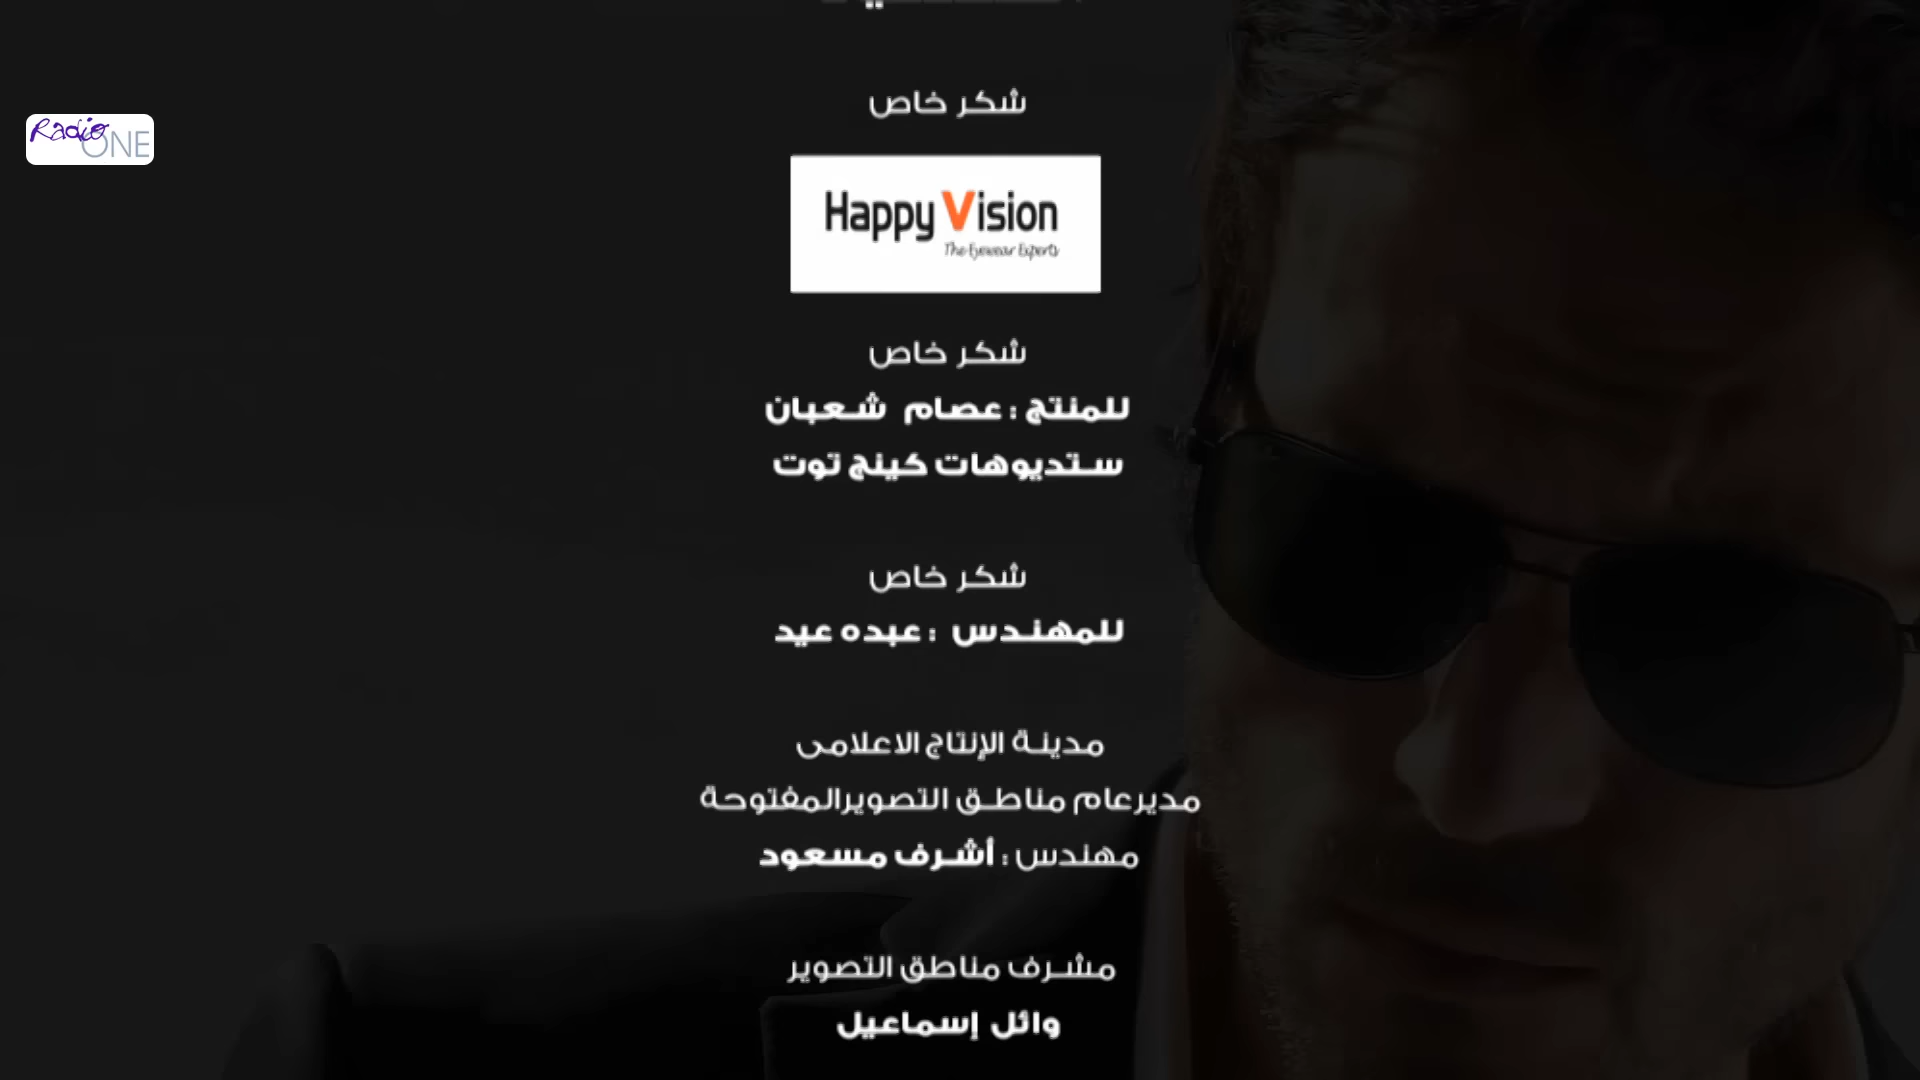 Radio ONE
شكر خاص
Happy Vision
The Eyewear Experts
شكر خاص
للمنتج : عصام شعبان
ستديوهات كينج توت
شكر خاص
للمهندس : عبده عيد
مدينة الإنتاج الاعلامى
مديرعام مناطق التصويرالمفتوحة
مهندس : أشرف مسعود
مشرف مناطق التصوير
وائل إسماعيل